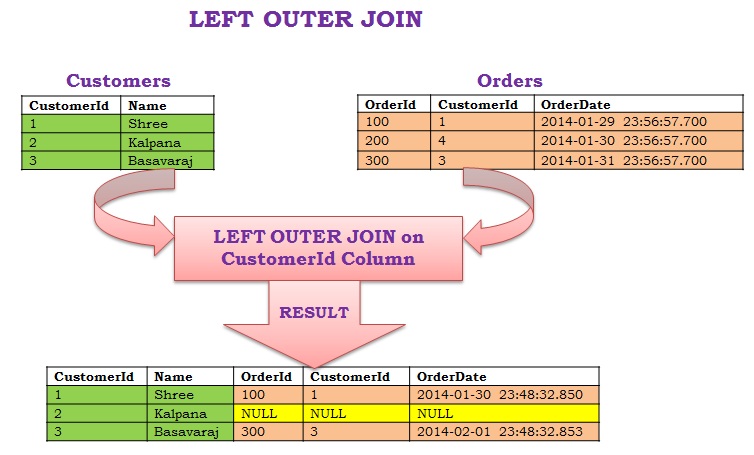 LEFT OUTER JOIN
Customers
Orders
CustomerId Name
1 Shree
2 Kalpana
3 Basavaraj
OrderId CustomerId OrderDate
100 1 2014-01-29 23:56:57.700
200 4 2014-01-30 23:56:57.700
300 3 2014-01-31 23:56:57.700
LEFT OUTER JOIN on
CustomerId Column
RESULT
CustomerId Name OrderId CustomerId OrderDate
1 Shree 100 1 2014-01-30 23:48:32.850
2 Kalpana NULL NULL NULL
3 Basavaraj 300 3 2014-02-01 23:48:32.853